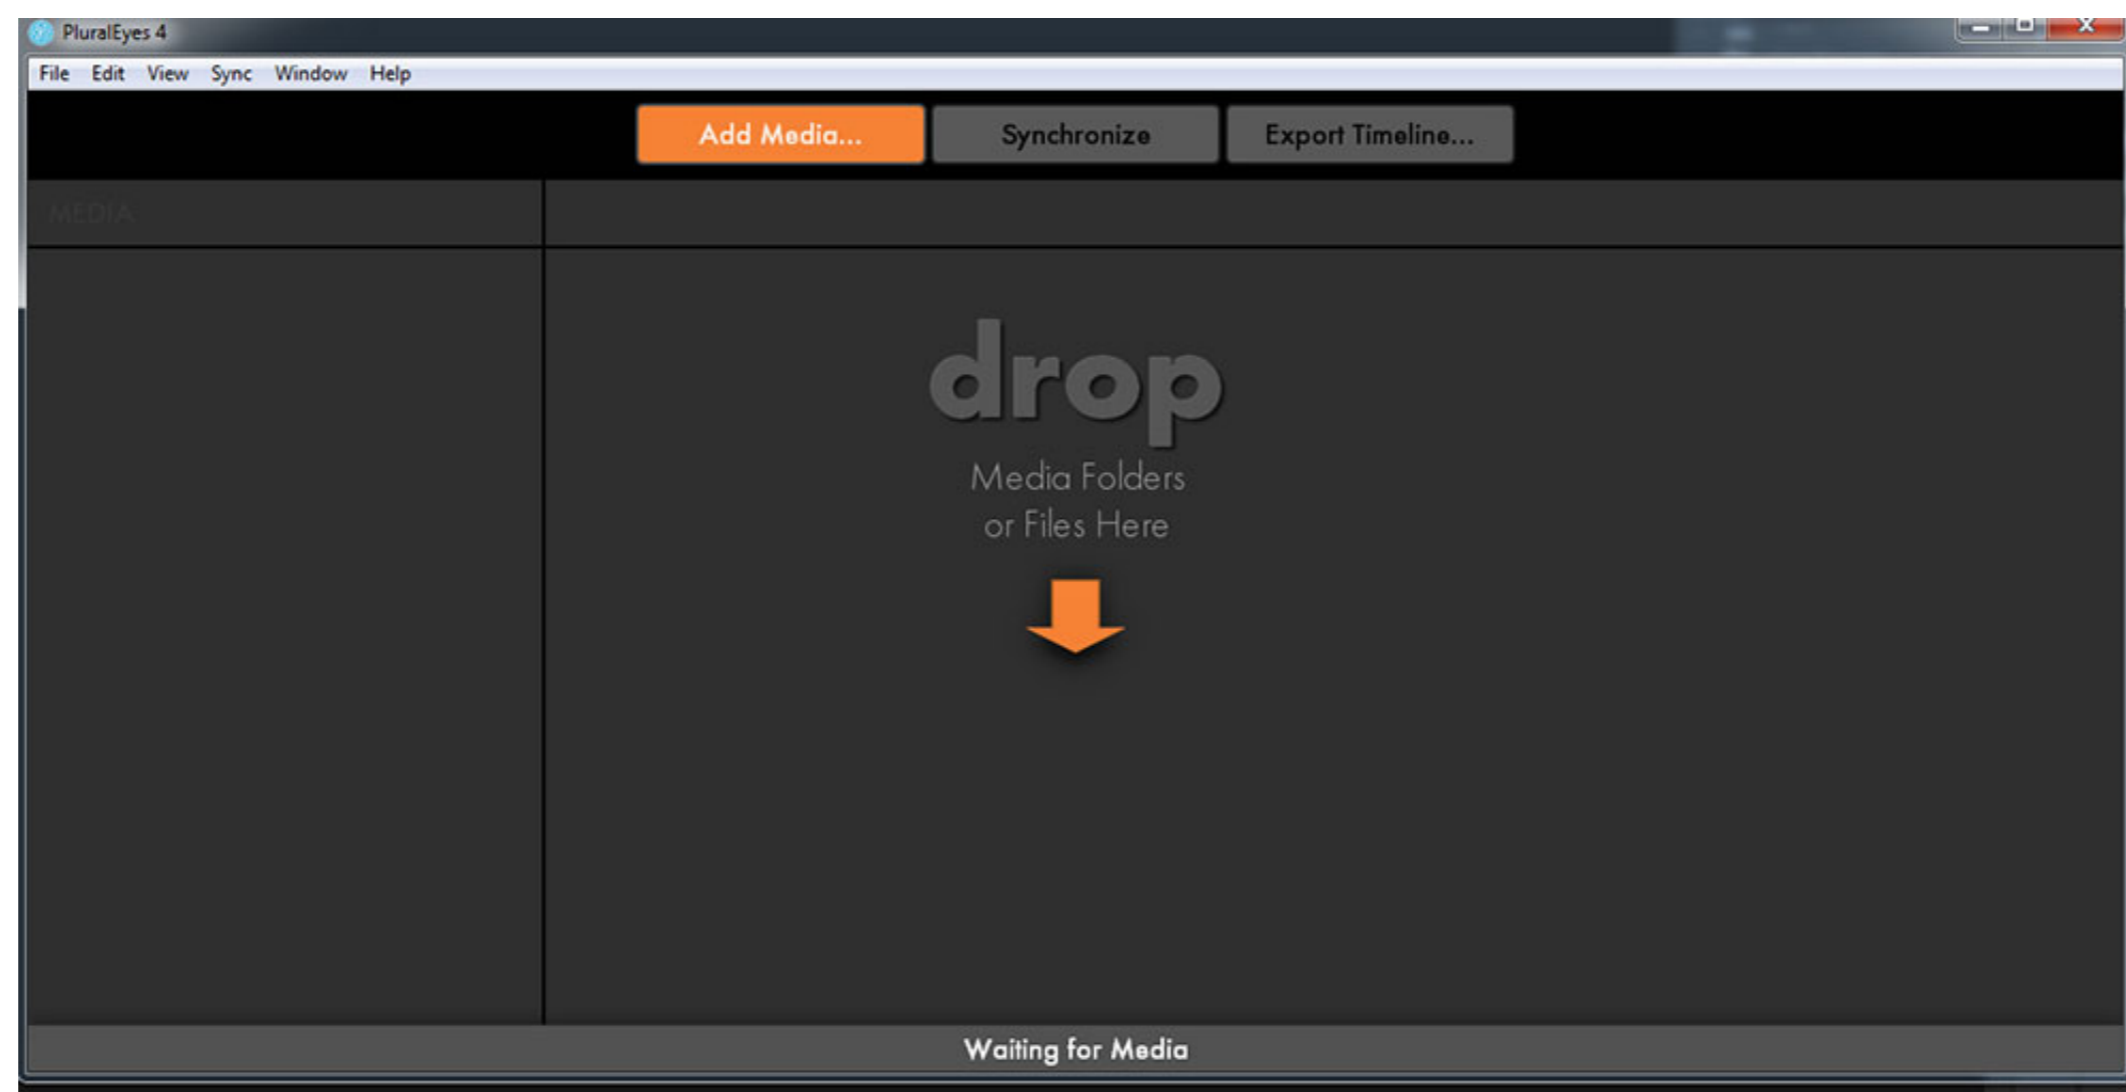 PluralEyes 4
File Edit View Sync Window Help
Add Media... Synchronize Export Timeline...
MEDIA
drop
Media Folders
or Files Here
Waiting for Media